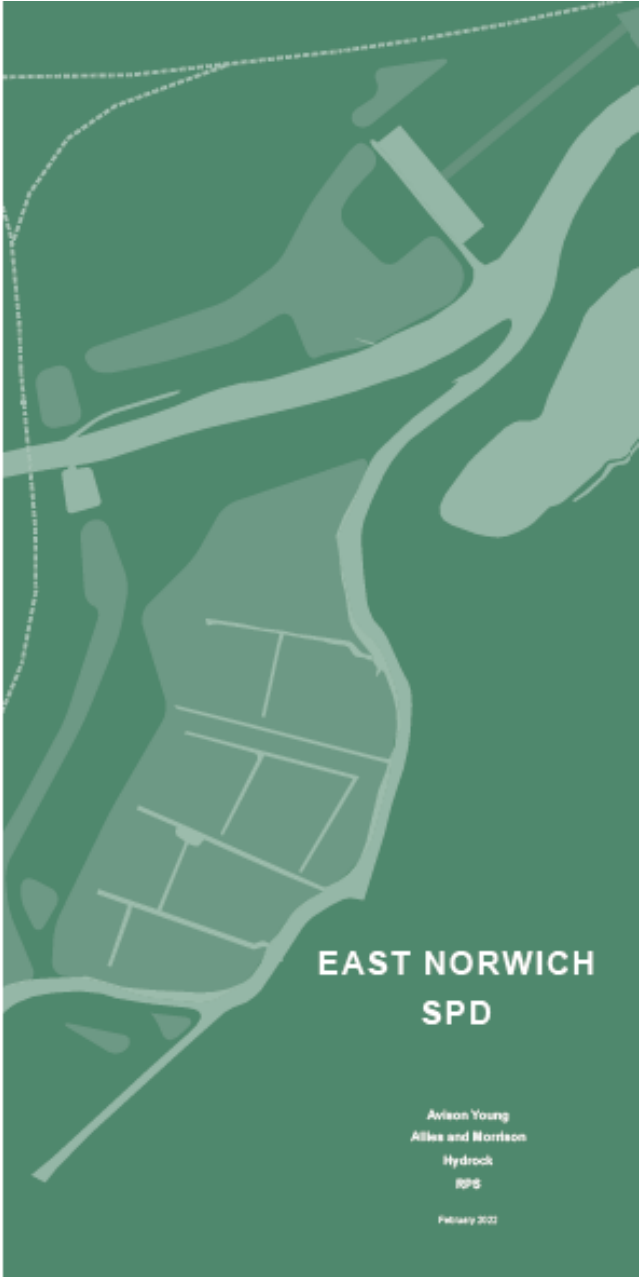 EAST NORWICH
SPD
Avison Young
Allies and Morrison
Hydrock
RPS
February 2022